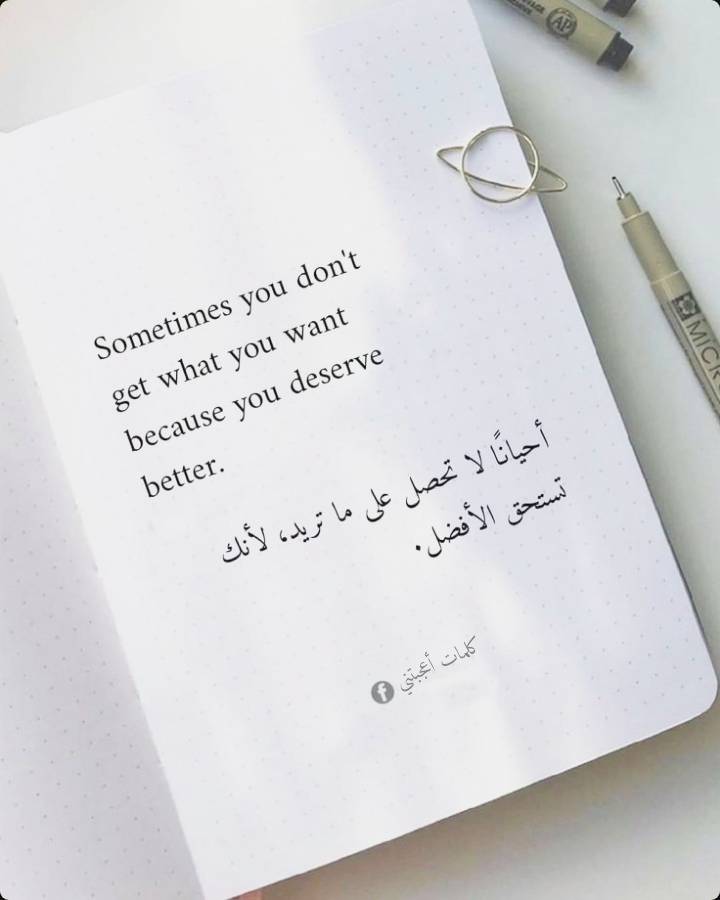 Sometimes you don't
get what you want
because you deserve
better.
أحيانًا لا تحصل على ما تريد، لأنك
تستحق الأفضل.
كلمات أعجبتني
AP
MICR